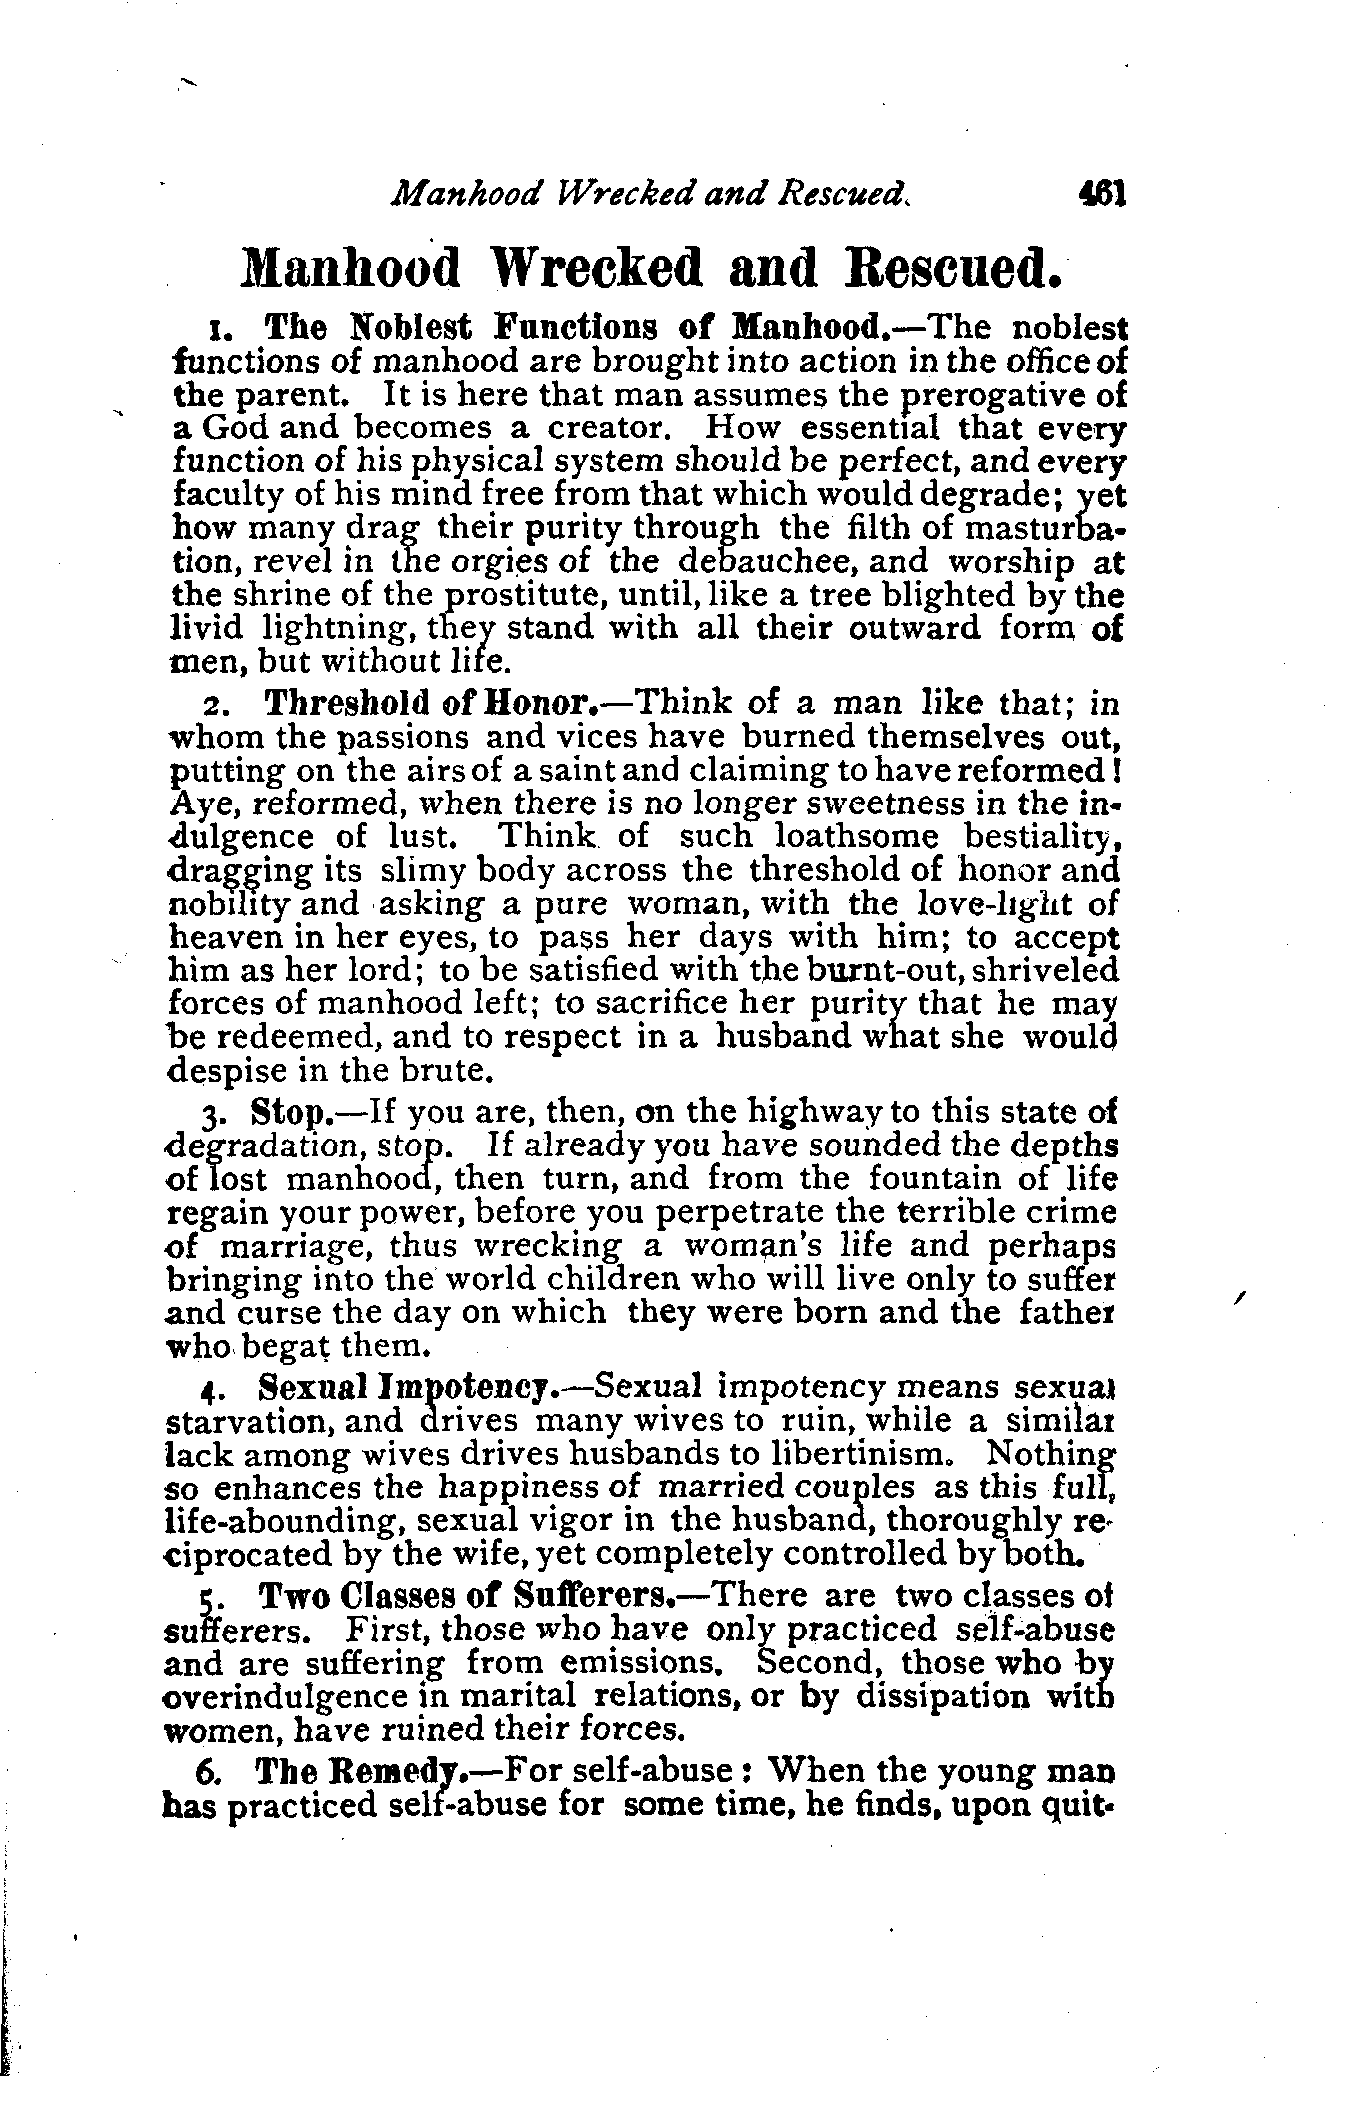 Manhood Wrecked and Rescued. 461
Manhood Wrecked and Rescued.
1. The Noblest Functions of Manhood.—The noblest
functions of manhood are brought into action in the office of
the parent. It is here that man assumes the prerogative of
a God and becomes a creator. How essential that every
function of his physical system should be perfect, and every
faculty of his mind free from that which would degrade; yet
how many drag their purity through the filth of masturba-
tion, revel in the orgies of the debauchee, and worship at
the shrine of the prostitute, until, like a tree blighted by the
livid lightning, they stand with all their outward form of
men, but without life.
2. Threshold of Honor.—Think of a man like that; in
whom the passions and vices have burned themselves out,
putting on the airs of a saint and claiming to have reformed!
Aye, reformed, when there is no longer sweetness in the in-
dulgence of lust. Think of such loathsome bestiality,
dragging its slimy body across the threshold of honor and
nobility and asking a pure woman, with the love-light of
heaven in her eyes, to pass her days with him; to accept
him as her lord; to be satisfied with the burnt-out, shriveled
forces of manhood left; to sacrifice her purity that he may
be redeemed, and to respect in a husband what she would
despise in the brute.
3. Stop.—If you are, then, on the highway to this state of
degradation, stop. If already you have sounded the depths
of lost manhood, then turn, and from the fountain of life
regain your power, before you perpetrate the terrible crime
of marriage, thus wrecking a woman's life and perhaps
bringing into the world children who will live only to suffer
and curse the day on which they were born and the father
who begat them.
4. Sexual Impotency.—Sexual impotency means sexual
starvation, and drives many wives to ruin, while a similar
lack among wives drives husbands to libertinism. Nothing
so enhances the happiness of married couples as this full,
life-abounding, sexual vigor in the husband, thoroughly re-
ciprocated by the wife, yet completely controlled by both.
5. Two Classes of Sufferers.—There are two classes of
sufferers. First, those who have only practiced self-abuse
and are suffering from emissions. Second, those who by
overindulgence in marital relations, or by dissipation with
women, have ruined their forces.
6. The Remedy.—For self-abuse: When the young man
has practiced self-abuse for some time, he finds, upon quit-